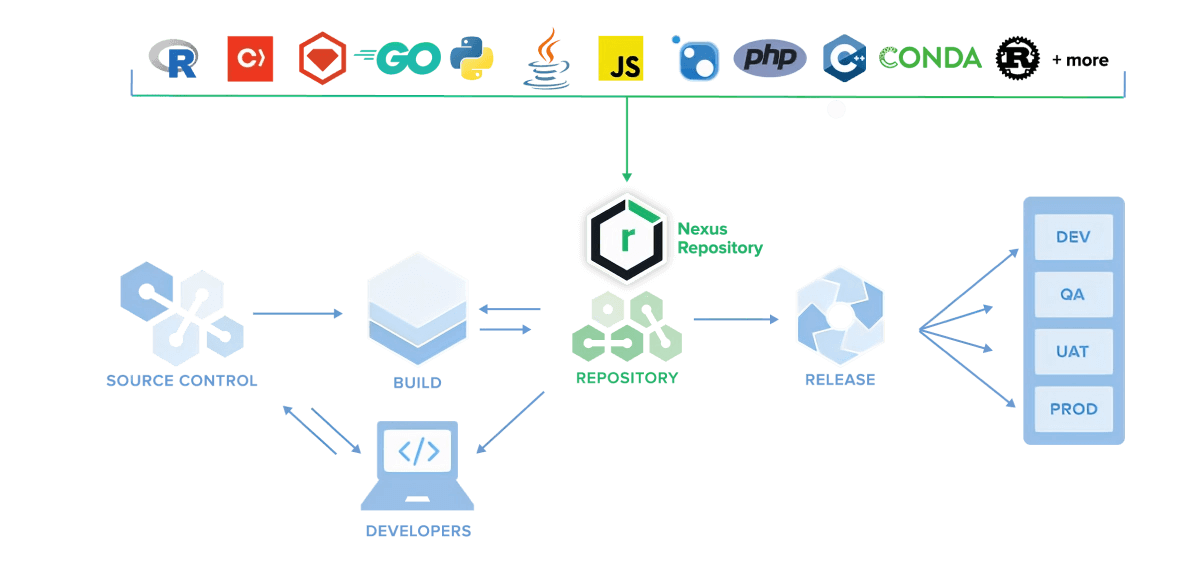 R
C
GO
JS
php
C++
CONDA
R
+ more
r
Nexus
Repository
SOURCE CONTROL
BUILD
REPOSITORY
RELEASE
DEV
QA
UAT
PROD
</>
DEVELOPERS